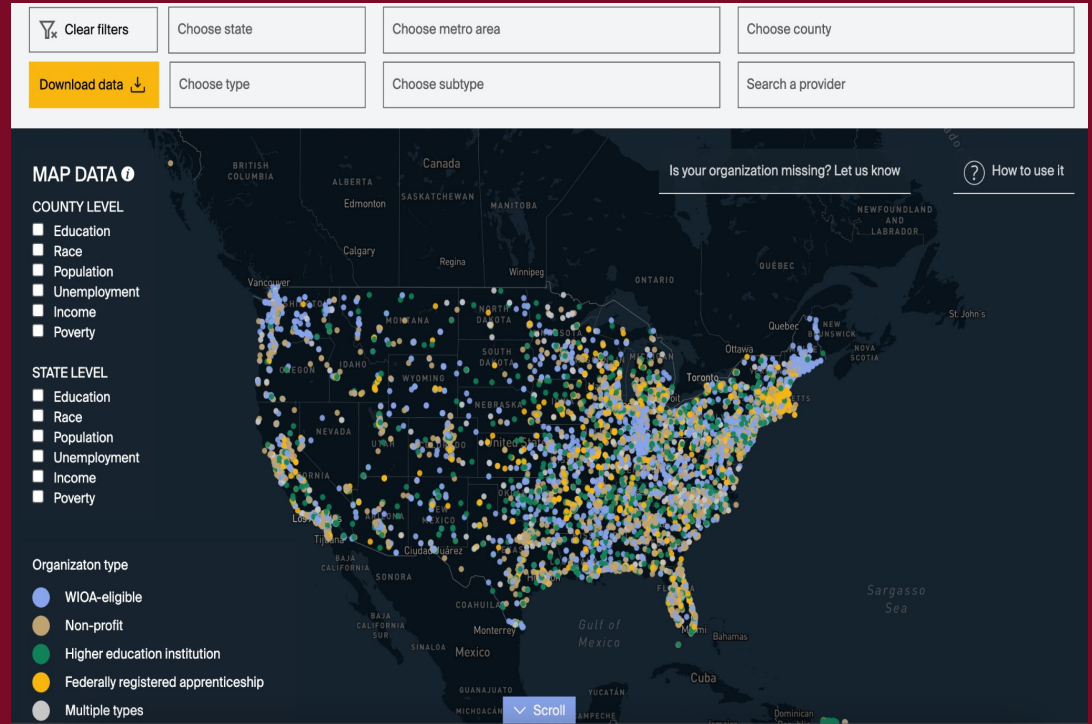 Clear filters
Choose state
Choose metro area
Choose county
Download data
Choose type
Choose subtype
Search a provider
MAP DATA
COUNTY LEVEL
Education
Race
Population
Unemployment
Income
Poverty
STATE LEVEL
Education
Race
Population
Unemployment
Income
Poverty
Organizaton type
WIOA-eligible
Non-profit
Higher education institution
Federally registered apprenticeship
Multiple types
Is your organization missing? Let us know
? How to use it
BRITISH
COLUMBIA
ALBERTA
Canada
SASKATCHEWAN
MANITOBA
Edmonton
NEWFOUNDLAND
AND
LABRADOR
Calgary
Regina
Winnipeg
ONTARIO
QUÉBEC
Vancouver
St. John's
Quebec
NEW
BRUNSWICK
NOVA
SCOTIA
Ottawa
Toronto
MONTANA
NORTH
DAKOTA
SOUTH
DAKOTA
IDAHO
OREGON
WYOMING
NEBRASKA
NEVADA
United States
NEW
MEXICO
Tijuana
Ciudad Juárez
BAJA
CALIFORNIA
SONORA
COAHUILA
BAJA
CALIFORNIA
SUR
SINALOA
Monterrey
Mexico
Gulf of
Mexico
Miami
Bahamas
Sargasso
Sea
Cuba
GUANAJUATO
YUCATÁN
Scroll
Dominican